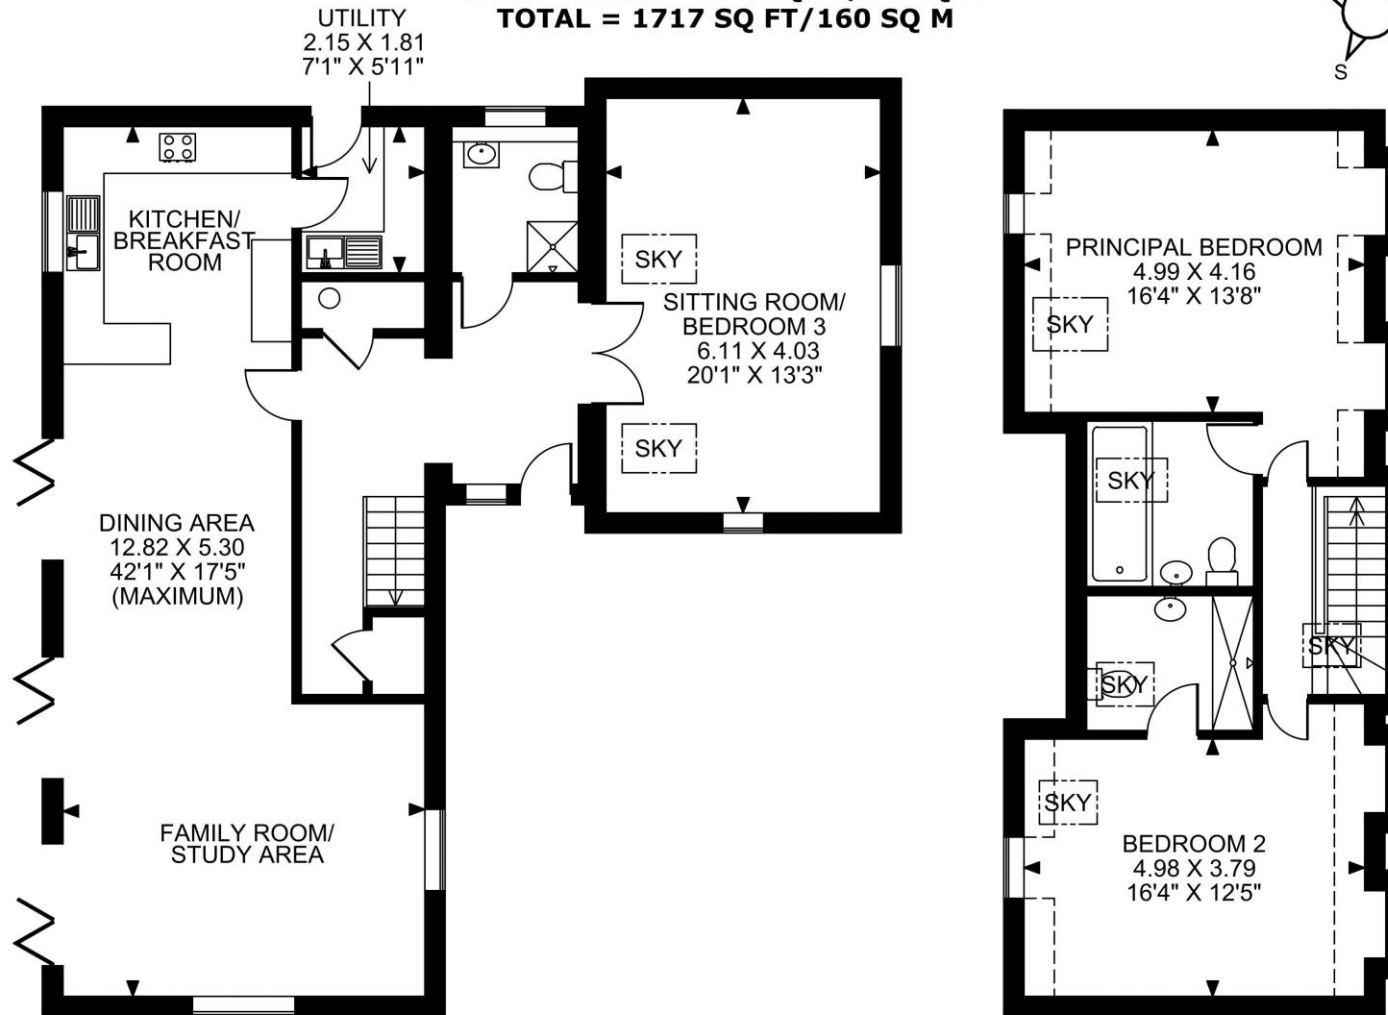 TOTAL = 1717 SQ FT/160 SQ M
S
UTILITY
2.15 X 1.81
7'1" X 5'11"
KITCHEN/
BREAKFAST
ROOM
SKY
SITTING ROOM/
BEDROOM 3
6.11 X 4.03
20'1" X 13'3"
SKY
DINING AREA
12.82 X 5.30
42'1" X 17'5"
(MAXIMUM)
FAMILY ROOM/
STUDY AREA
PRINCIPAL BEDROOM
4.99 X 4.16
16'4" X 13'8"
SKY
SKY
SKY
SKY
SKY
BEDROOM 2
4.98 X 3.79
16'4" X 12'5"